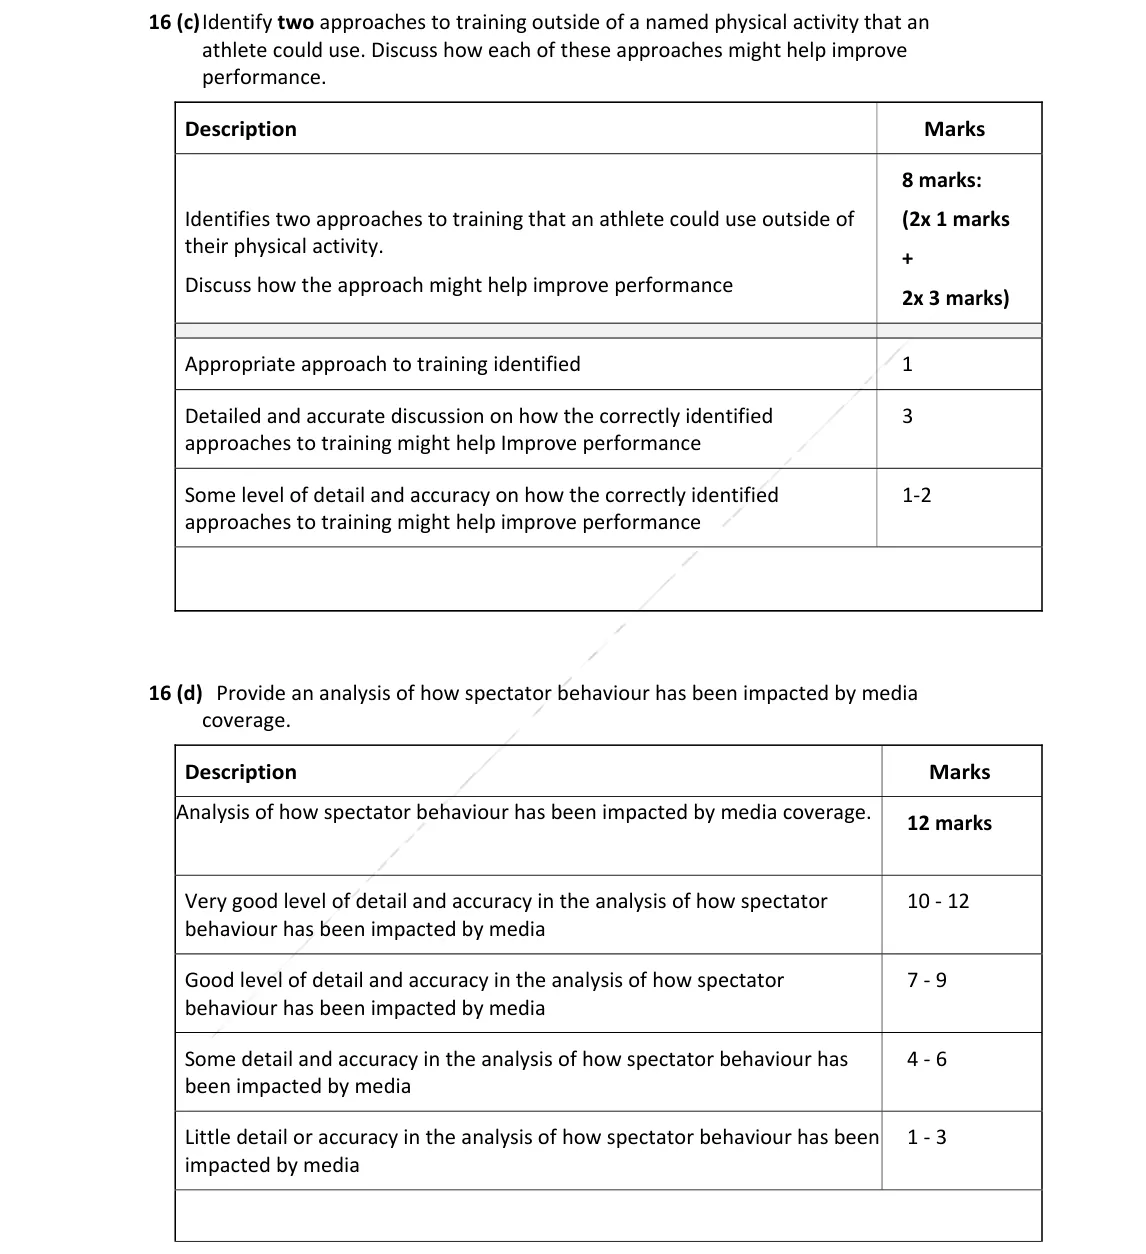 16 (c) Identify two approaches to training outside of a named physical activity that an
athlete could use. Discuss how each of these approaches might help improve
performance.
Description Marks
8 marks:
Identifies two approaches to training that an athlete could use outside of (2x 1 marks
their physical activity.
+
Discuss how the approach might help improve performance
2x 3 marks)
Appropriate approach to training identified 1
Detailed and accurate discussion on how the correctly identified 3
approaches to training might help Improve performance
Some level of detail and accuracy on how the correctly identified 1-2
approaches to training might help improve performance
16 (d) Provide an analysis of how spectator behaviour has been impacted by media
coverage.
Description Marks
Analysis of how spectator behaviour has been impacted by media coverage. 12 marks
Very good level of detail and accuracy in the analysis of how spectator 10 - 12
behaviour has been impacted by media
Good level of detail and accuracy in the analysis of how spectator 7 - 9
behaviour has been impacted by media
Some detail and accuracy in the analysis of how spectator behaviour has 4 - 6
been impacted by media
Little detail or accuracy in the analysis of how spectator behaviour has been 1 - 3
impacted by media